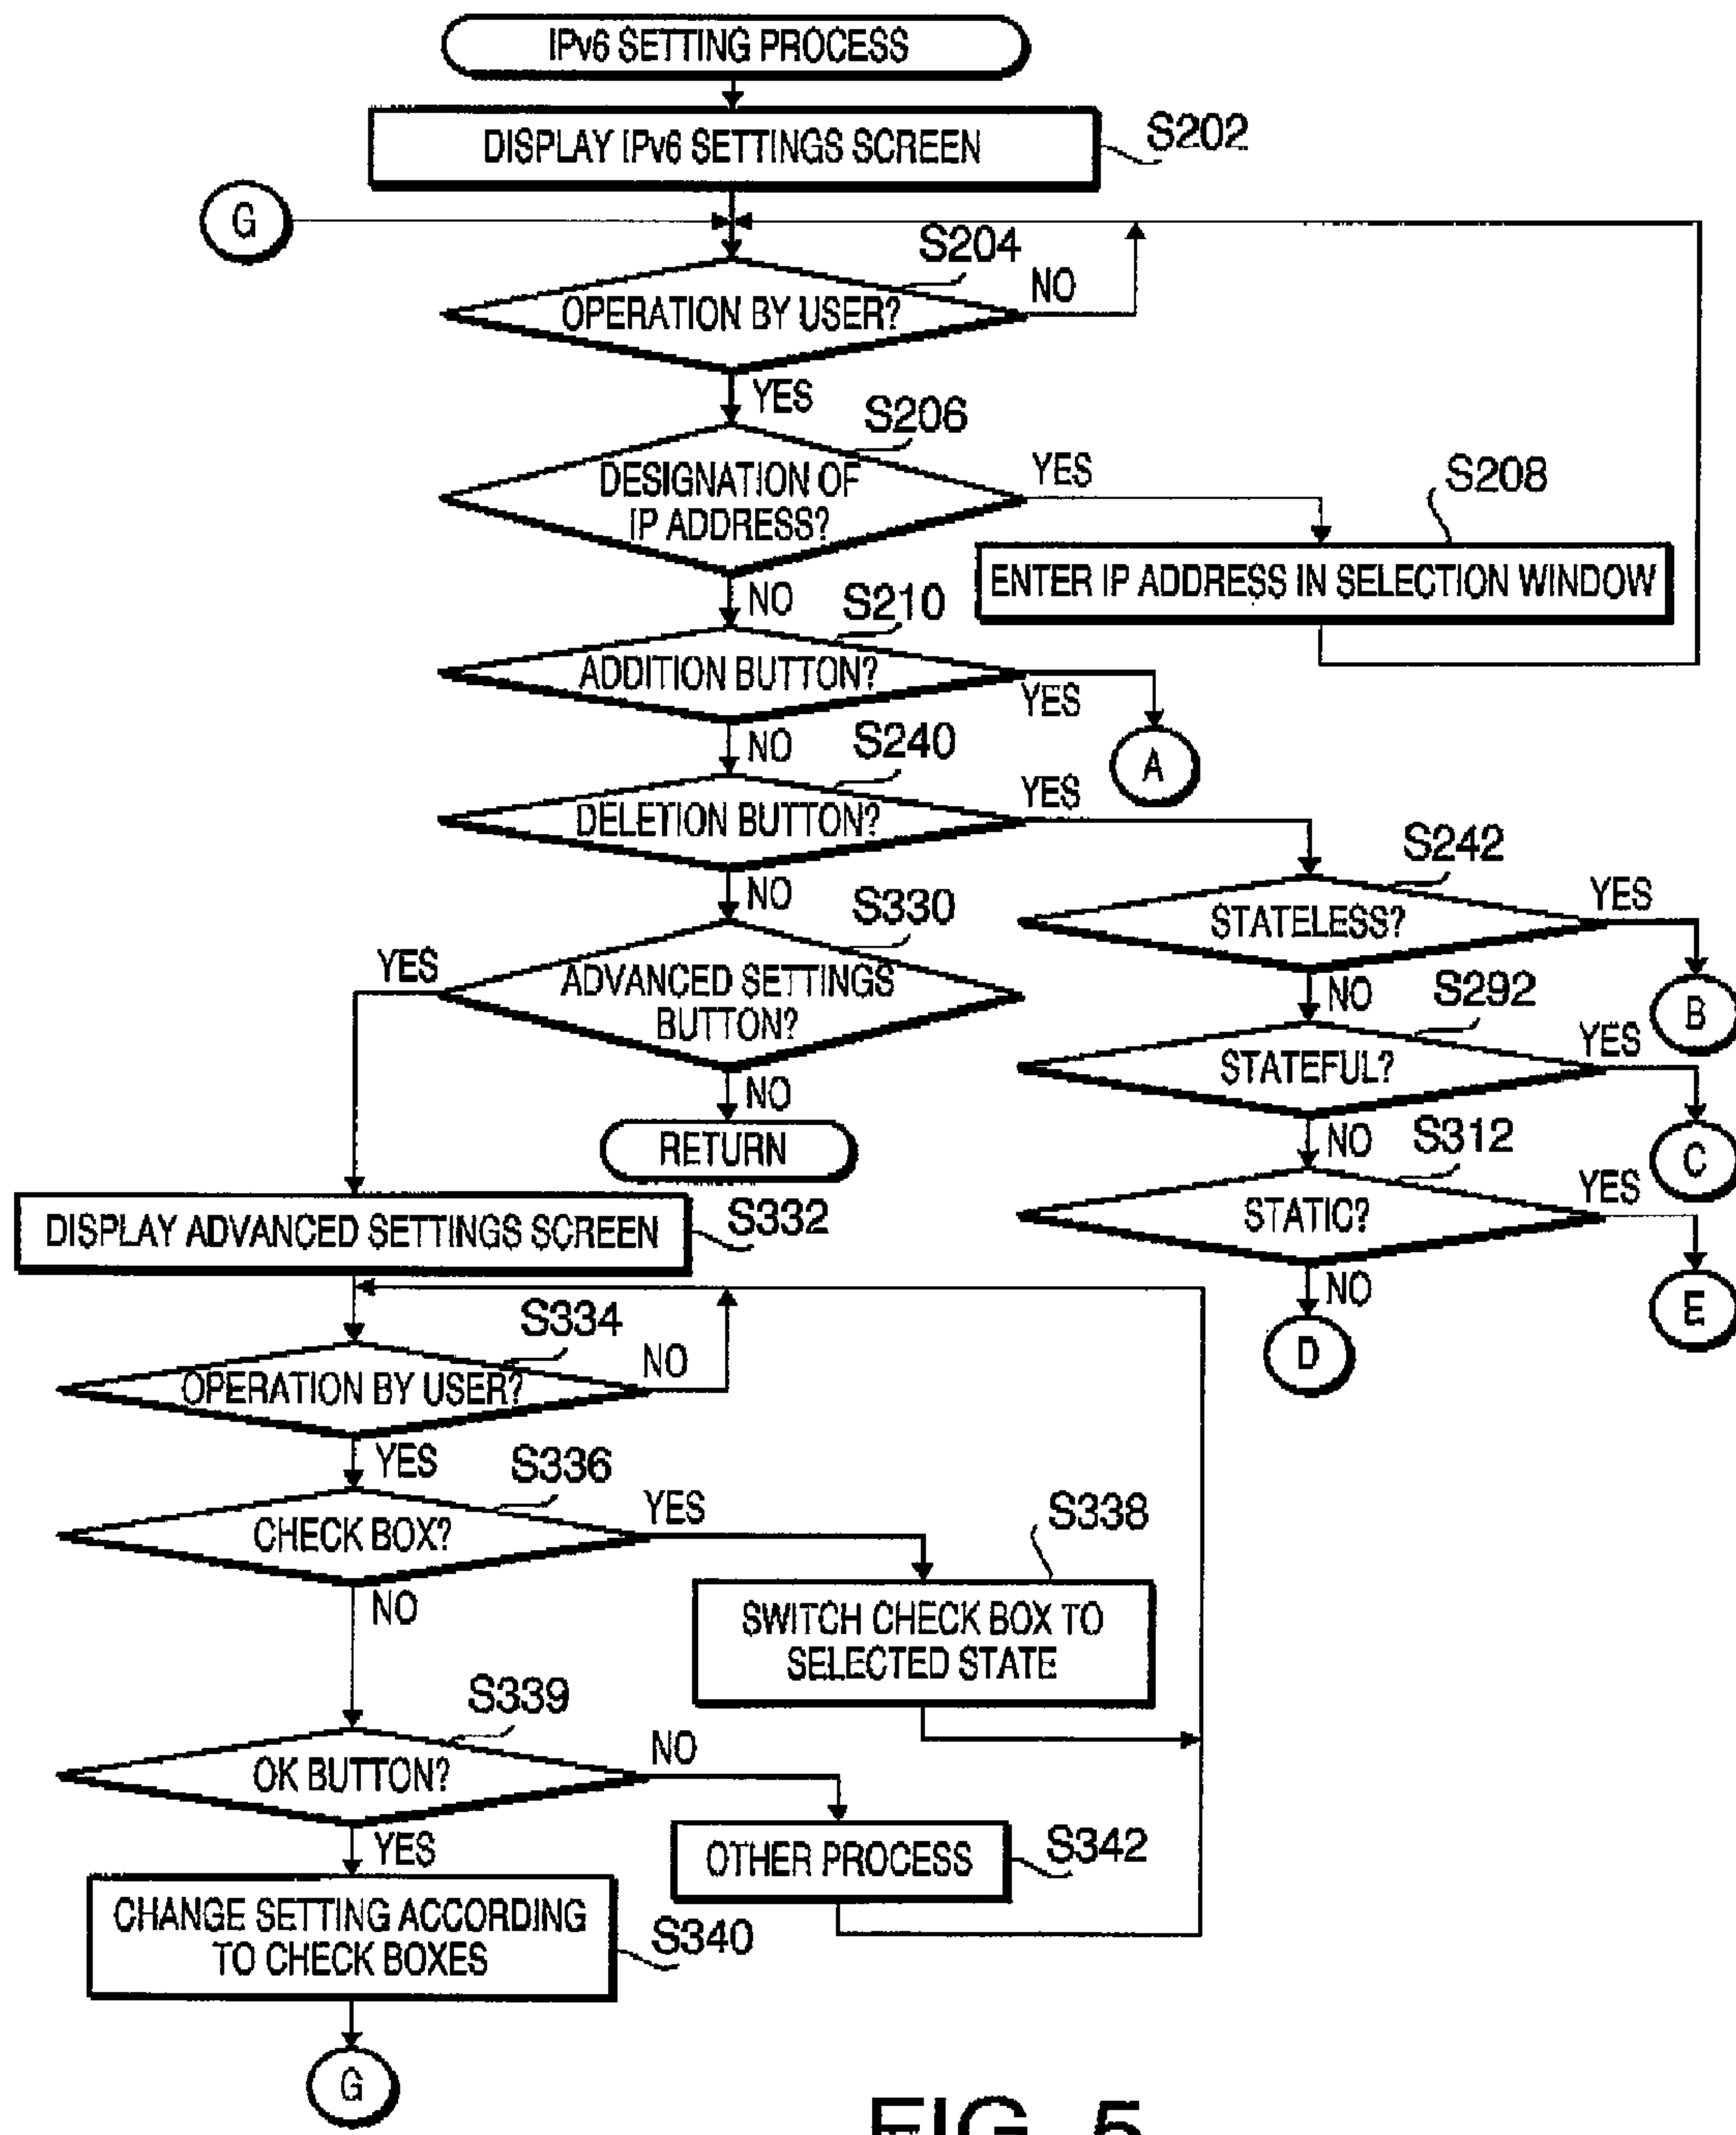 IPv6 SETTING PROCESS
DISPLAY IPv6 SETTINGS SCREEN
S202
G
S204
OPERATION BY USER?
NO
YES
S206
DESIGNATION OF
IP ADDRESS?
YES
S208
ENTER IP ADDRESS IN SELECTION WINDOW
NO
S210
ADDITION BUTTON?
YES
A
NO
S240
DELETION BUTTON?
YES
S242
STATELESS?
YES
B
NO
S330
ADVANCED SETTINGS
BUTTON?
YES
NO
RETURN
NO
S292
STATEFUL?
YES
C
NO
S312
STATIC?
YES
E
NO
D
DISPLAY ADVANCED SETTINGS SCREEN
S332
S334
OPERATION BY USER?
NO
YES
S336
CHECK BOX?
YES
S338
SWITCH CHECK BOX TO
SELECTED STATE
NO
S339
OK BUTTON?
NO
OTHER PROCESS
S342
YES
CHANGE SETTING ACCORDING
TO CHECK BOXES
S340
G
FIG. 5